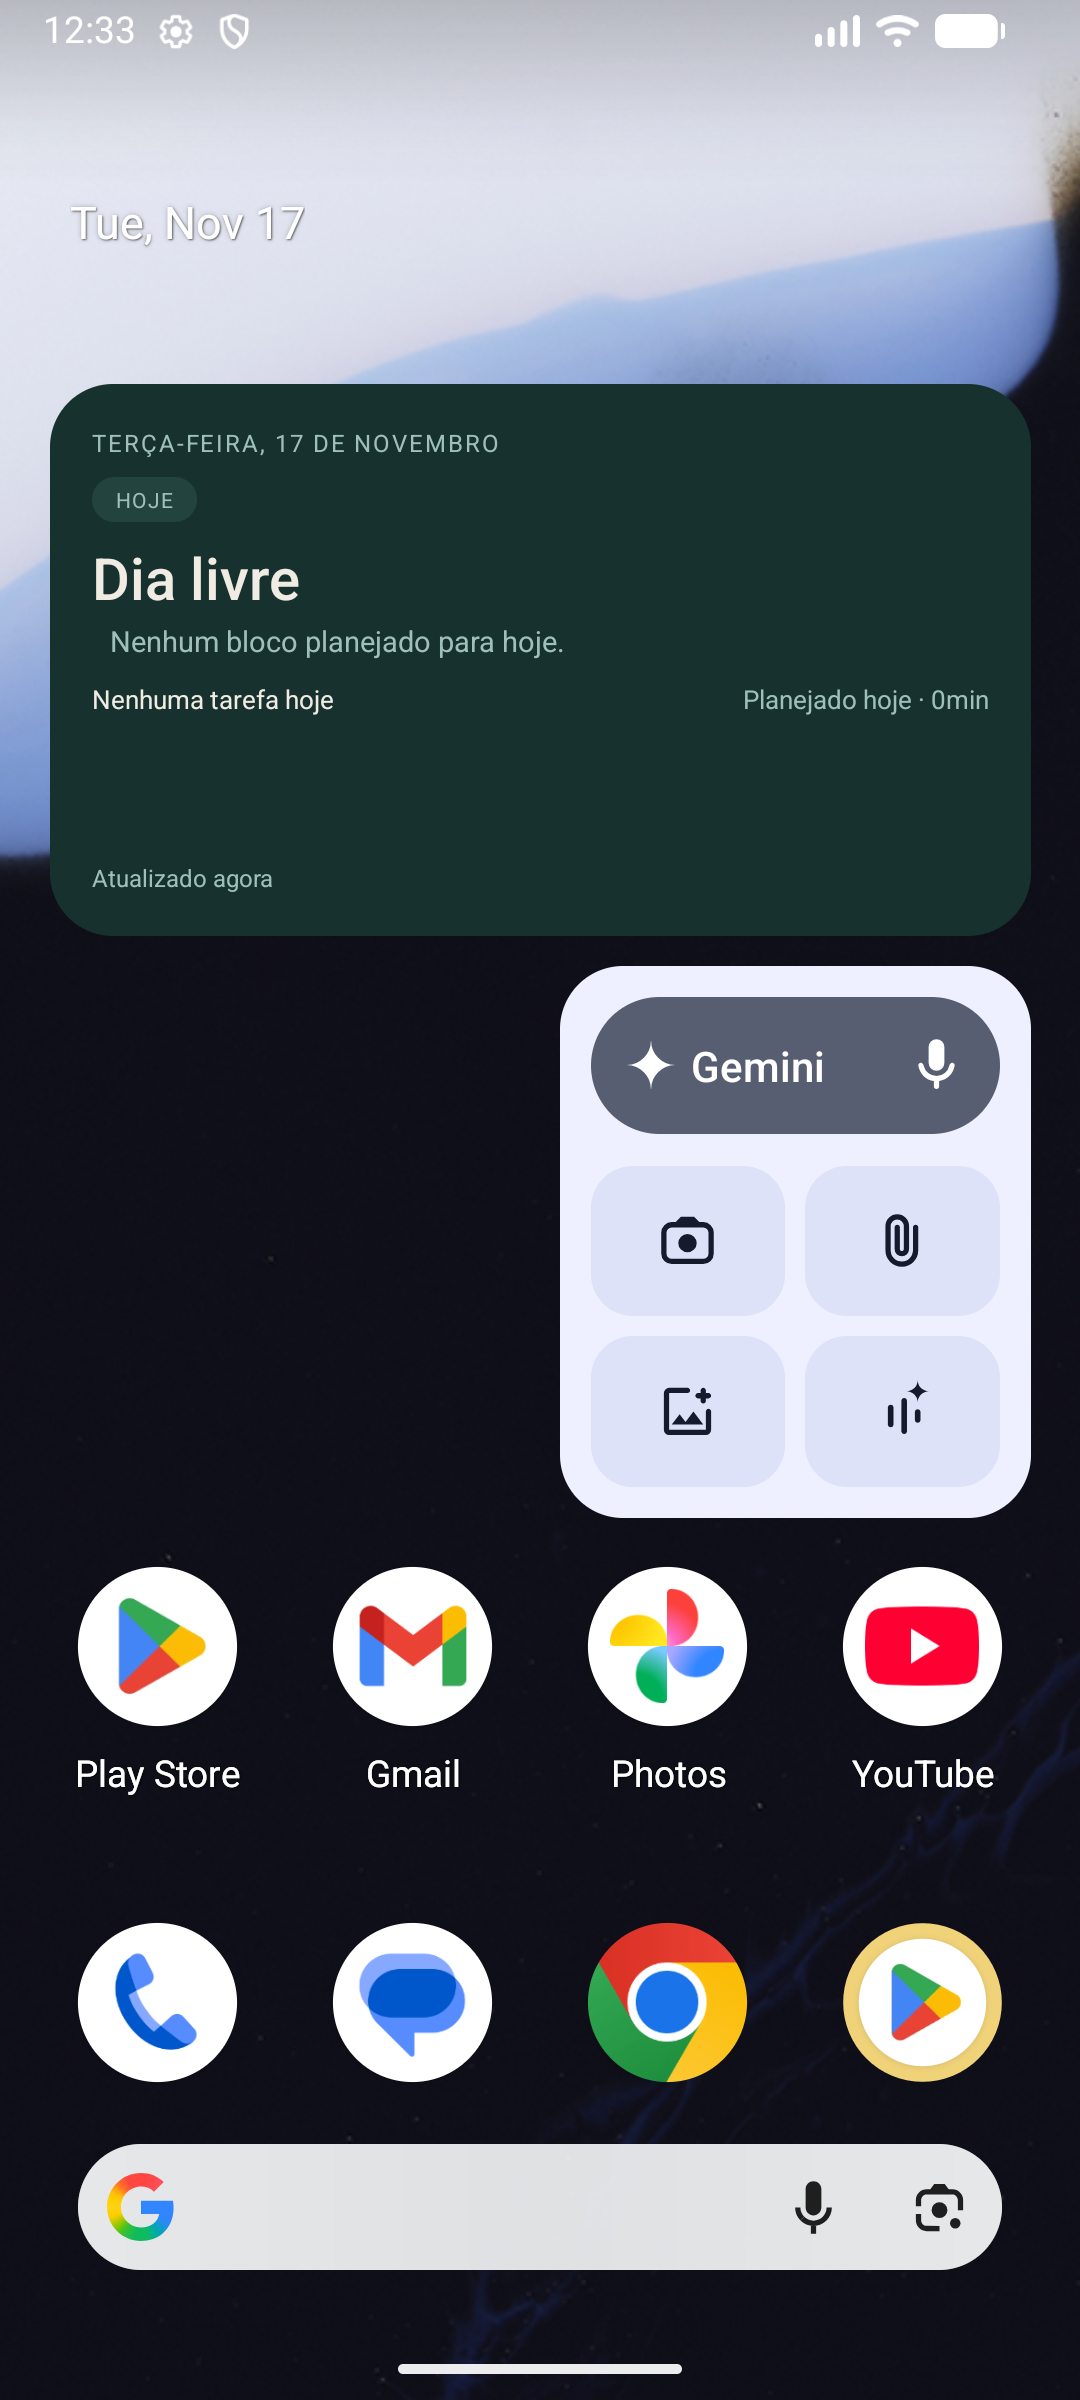 12:33
Tue, Nov 17
TERÇA-FEIRA, 17 DE NOVEMBRO
HOJE
Dia livre
Nenhum bloco planejado para hoje.
Nenhuma tarefa hoje
Planejado hoje · 0min
Atualizado agora
Gemini
Play Store
Gmail
Photos
YouTube